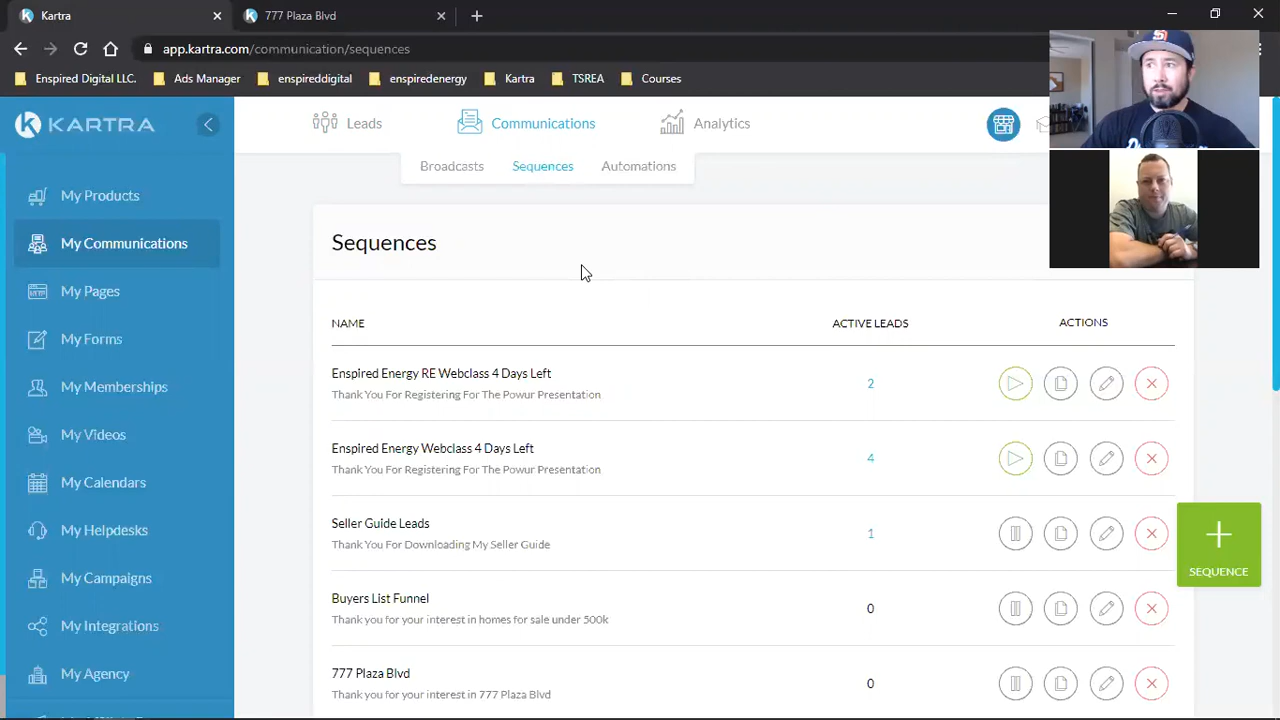 Kartra
777 Plaza Blvd
app.kartra.com/communication/sequences
Enspired Digital LLC.
Ads Manager
enspireddigital
enspiredenergy
Kartra
TSREA
Courses
KARTRA
Leads
Communications
Analytics
Broadcasts
Sequences
Automations
My Products
My Communications
My Pages
My Forms
My Memberships
My Videos
My Calendars
My Helpdesks
My Campaigns
My Integrations
My Agency
Sequences
NAME
ACTIVE LEADS
ACTIONS
Enspired Energy RE Webclass 4 Days Left
Thank You For Registering For The Powur Presentation
2
Enspired Energy Webclass 4 Days Left
Thank You For Registering For The Powur Presentation
4
Seller Guide Leads
Thank You For Downloading My Seller Guide
1
Buyers List Funnel
Thank you for your interest in homes for sale under 500k
0
777 Plaza Blvd
Thank you for your interest in 777 Plaza Blvd
0
SEQUENCE